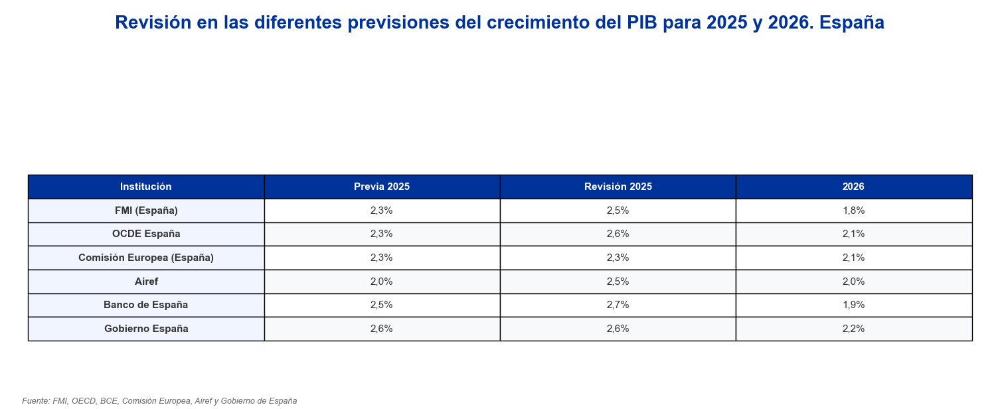 Revisión en las diferentes previsiones del crecimiento del PIB para 2025 y 2026. España
Institución Previa 2025 Revisión 2025 2026
FMI (España) 2,3% 2,5% 1,8%
OCDE España 2,3% 2,6% 2,1%
Comisión Europea (España) 2,3% 2,3% 2,1%
Airef 2,0% 2,5% 2,0%
Banco de España 2,5% 2,7% 1,9%
Gobierno España 2,6% 2,6% 2,2%
Fuente: FMI, OECD, BCE, Comisión Europea, Airef y Gobierno de España